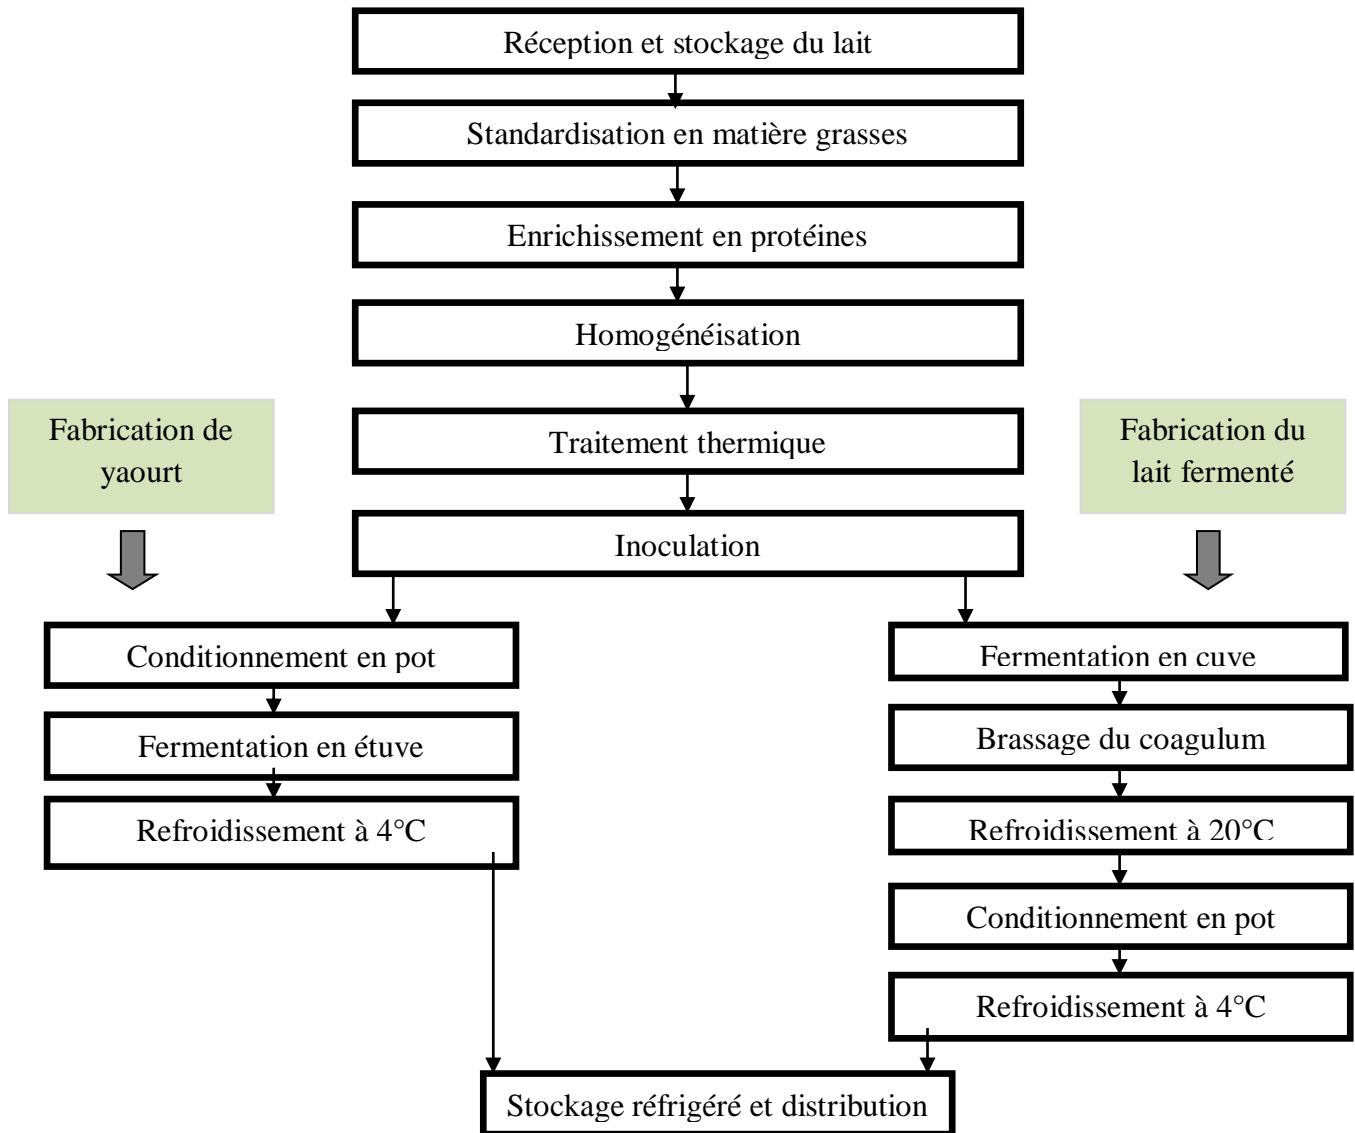 Réception et stockage du lait
Standardisation en matière grasses
Enrichissement en protéines
Homogénéisation
Traitement thermique
Inoculation
Fabrication de
yaourt
Conditionnement en pot
Fermentation en étuve
Refroidissement à 4°C
Fabrication du
lait fermenté
Fermentation en cuve
Brassage du coagulum
Refroidissement à 20°C
Conditionnement en pot
Refroidissement à 4°C
Stockage réfrigéré et distribution